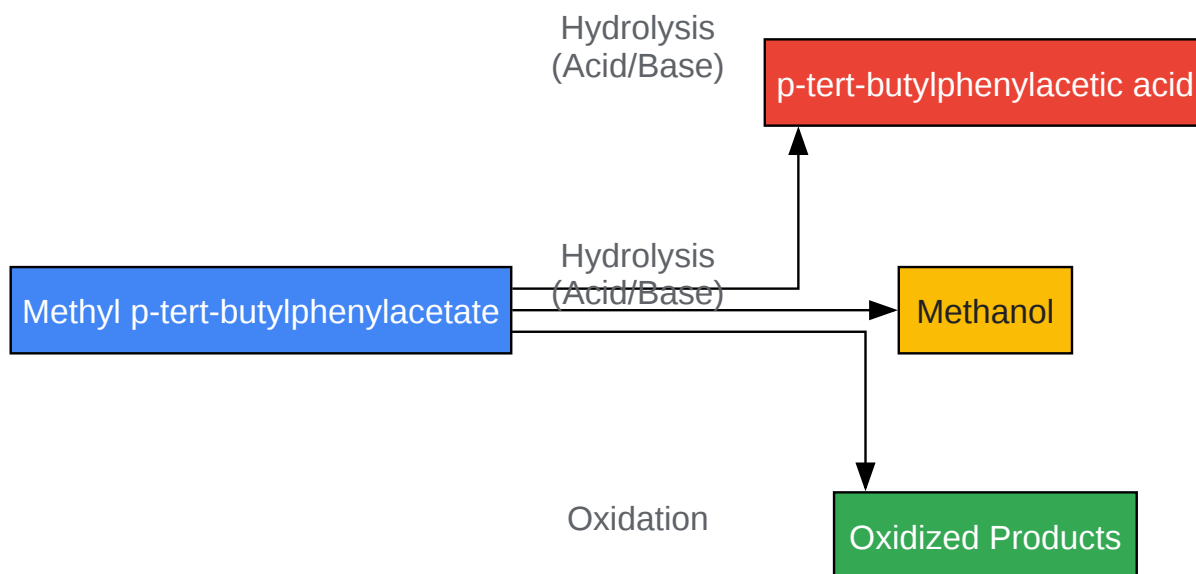 Hydrolysis
(Acid/Base)
p-tert-butylphenylacetic acid
Hydrolysis
(Acid/Base)
Methyl p-tert-butylphenylacetate
Methanol
Oxidation
Oxidized Products